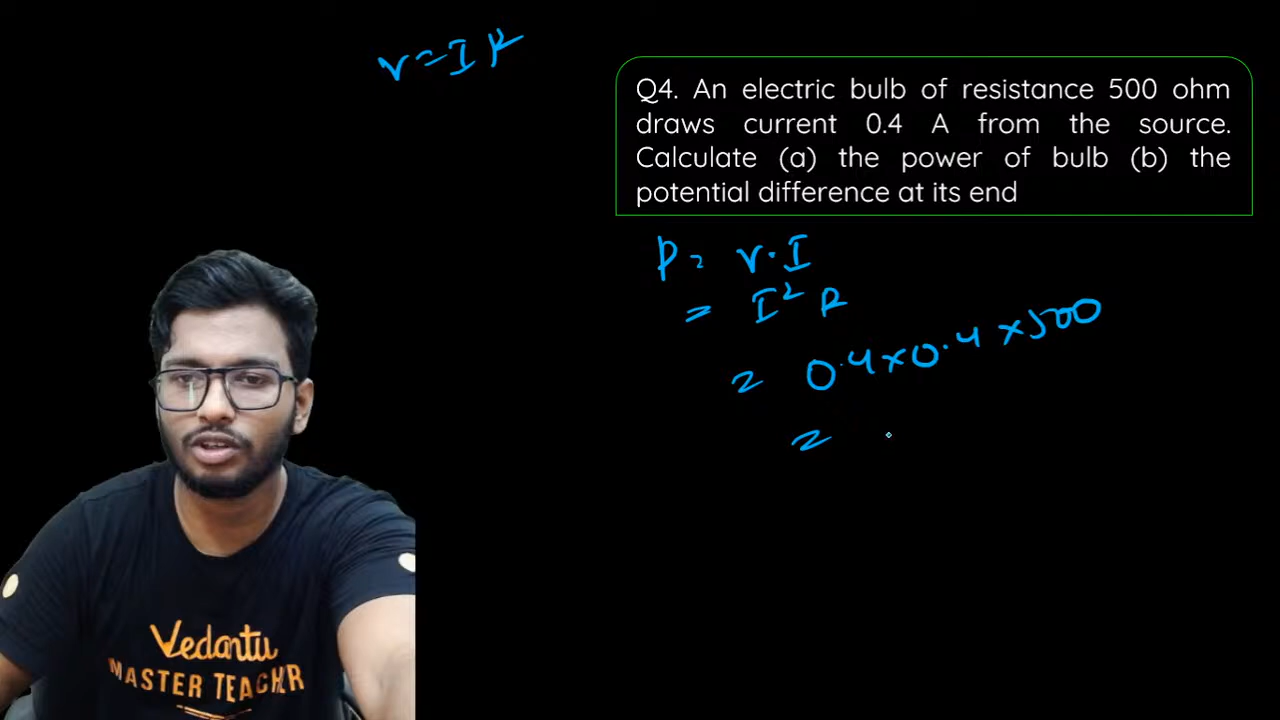 V = I R
Q4. An electric bulb of resistance 500 ohm
draws current 0.4 A from the source.
Calculate (a) the power of bulb (b) the
potential difference at its end
P = V · I
= I² R
= 0.4 × 0.4 × 500
=
Vedantu
MASTER TEACHER